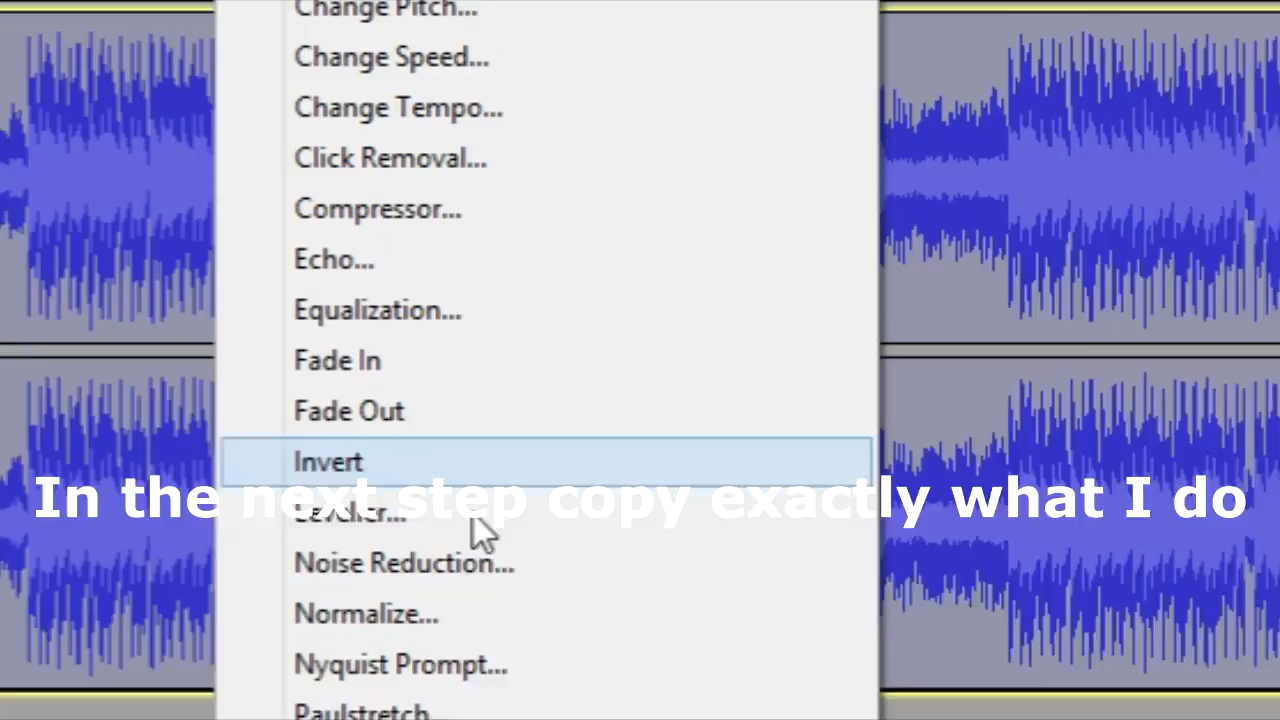 Change Pitch...
Change Speed...
Change Tempo...
Click Removal...
Compressor...
Echo...
Equalization...
Fade In
Fade Out
Invert
In the next step copy exactly what I do
Leveller...
Noise Reduction...
Normalize...
Nyquist Prompt...
Paulstretch...